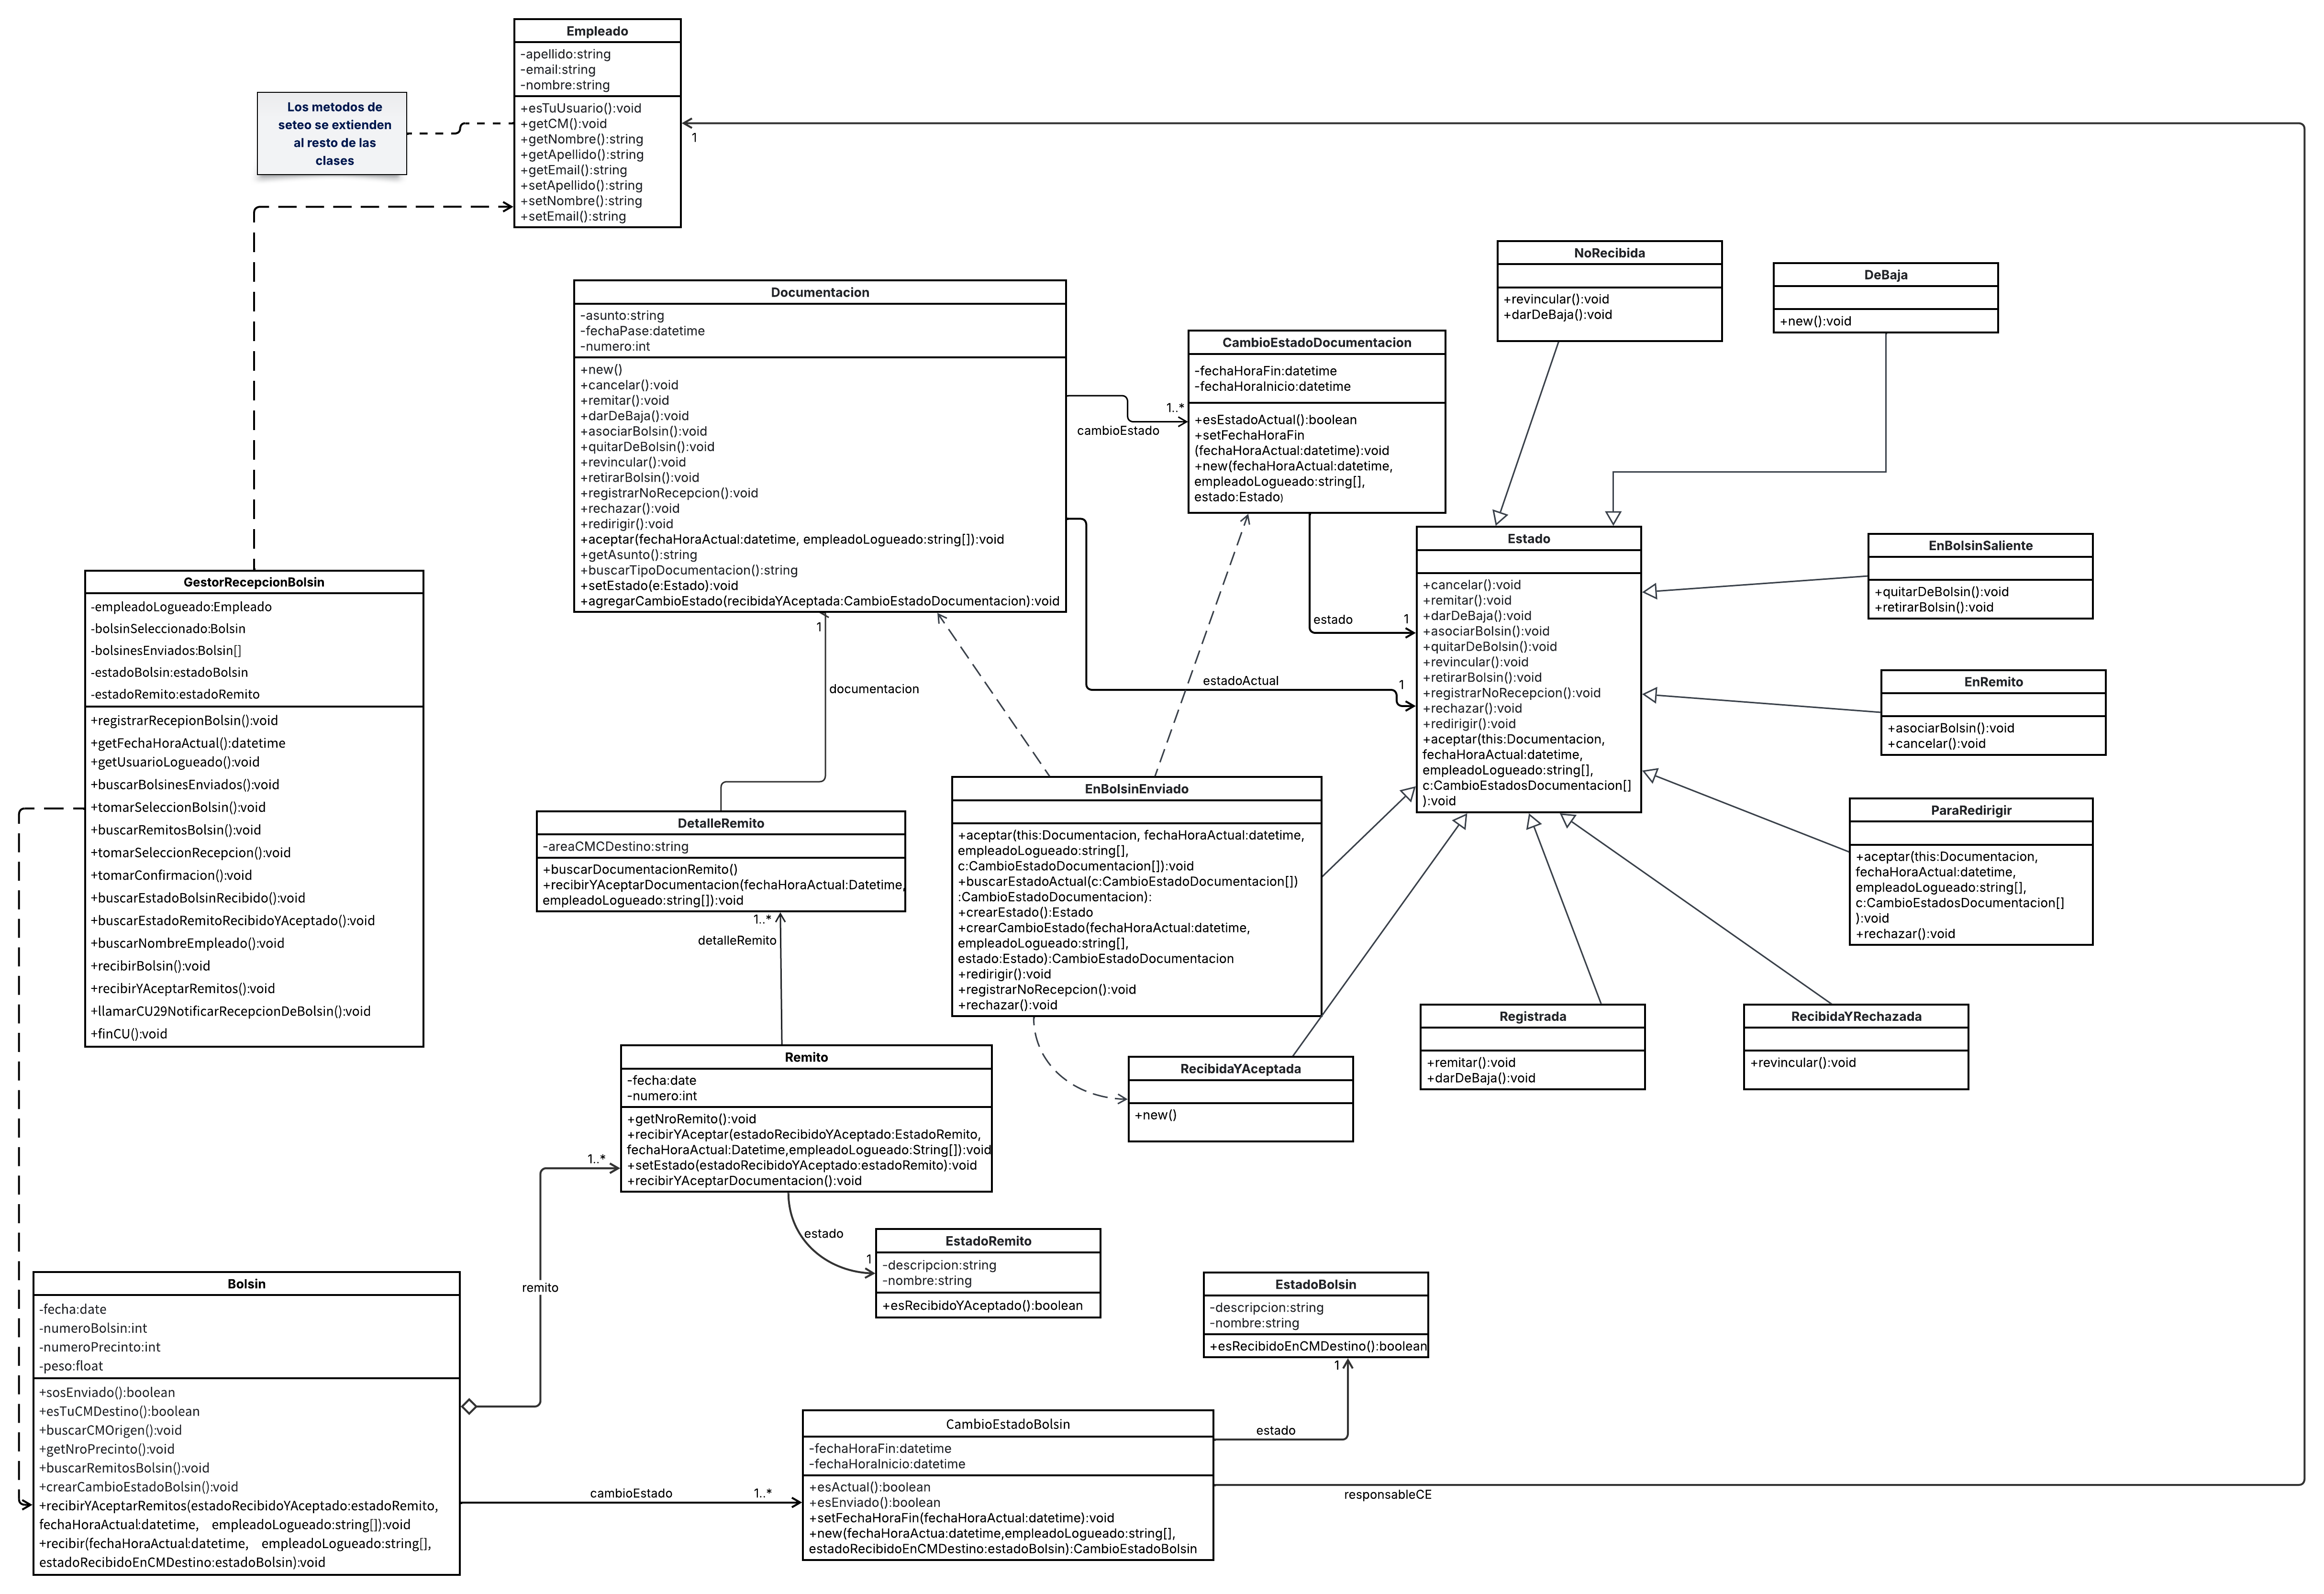 Empleado
-apellido:string
-email:string
-nombre:string
+esTuUsuario():void
+getCM():void
+getNombre():string
+getApellido():string
+getEmail():string
+setApellido():string
+setNombre():string
+setEmail():string
Los metodos de
seteo se extienden
al resto de las
clases
1
NoRecibida
+revincular():void
+darDeBaja():void
DeBaja
+new():void
Documentacion
-asunto:string
-fechaPase:datetime
-numero:int
+new()
+cancelar():void
+remitar():void
+darDeBaja():void
+asociarBolsin():void
+quitarDeBolsin():void
+revincular():void
+retirarBolsin():void
+registrarNoRecepcion():void
+rechazar():void
+redirigir():void
+aceptar(fechaHoraActual:datetime, empleadoLogueado:string[]):void
+getAsunto():string
+buscarTipoDocumentacion():string
+setEstado(e:Estado):void
+agregarCambioEstado(recibidaYAceptada:CambioEstadoDocumentacion):void
1..*
cambioEstado
CambioEstadoDocumentacion
-fechaHoraFin:datetime
-fechaHoraInicio:datetime
+esEstadoActual():boolean
+setFechaHoraFin
(fechaHoraActual:datetime):void
+new(fechaHoraActual:datetime,
empleadoLogueado:string[],
estado:Estado)
estado
1
estadoActual
1
Estado
+cancelar():void
+remitar():void
+darDeBaja():void
+asociarBolsin():void
+quitarDeBolsin():void
+revincular():void
+retirarBolsin():void
+registrarNoRecepcion():void
+rechazar():void
+redirigir():void
+aceptar(this:Documentacion,
fechaHoraActual:datetime,
empleadoLogueado:string[],
c:CambioEstadosDocumentacion[]
):void
EnBolsinSaliente
+quitarDeBolsin():void
+retirarBolsin():void
EnRemito
+asociarBolsin():void
+cancelar():void
ParaRedirigir
+aceptar(this:Documentacion,
fechaHoraActual:datetime,
empleadoLogueado:string[],
c:CambioEstadosDocumentacion[]
):void
+rechazar():void
GestorRecepcionBolsin
-empleadoLogueado:Empleado
-bolsinSeleccionado:Bolsin
-bolsinesEnviados:Bolsin[]
-estadoBolsin:estadoBolsin
-estadoRemito:estadoRemito
+registrarRecepionBolsin():void
+getFechaHoraActual():datetime
+getUsuarioLogueado():void
+buscarBolsinesEnviados():void
+tomarSeleccionBolsin():void
+buscarRemitosBolsin():void
+tomarSeleccionRecepcion():void
+tomarConfirmacion():void
+buscarEstadoBolsinRecibido():void
+buscarEstadoRemitoRecibidoYAceptado():void
+buscarNombreEmpleado():void
+recibirBolsin():void
+recibirYAceptarRemitos():void
+llamarCU29NotificarRecepcionDeBolsin():void
+finCU():void
1
documentacion
DetalleRemito
-areaCMCDestino:string
+buscarDocumentacionRemito()
+recibirYAceptarDocumentacion(fechaHoraActual:Datetime,
empleadoLogueado:string[]):void
1..*
detalleRemito
EnBolsinEnviado
+aceptar(this:Documentacion, fechaHoraActual:datetime,
empleadoLogueado:string[],
c:CambioEstadoDocumentacion[]):void
+buscarEstadoActual(c:CambioEstadoDocumentacion[])
:CambioEstadoDocumentacion):
+crearEstado():Estado
+crearCambioEstado(fechaHoraActual:datetime,
empleadoLogueado:string[],
estado:Estado):CambioEstadoDocumentacion
+redirigir():void
+registrarNoRecepcion():void
+rechazar():void
Registrada
+remitar():void
+darDeBaja():void
RecibidaYRechazada
+revincular():void
RecibidaYAceptada
+new()
Remito
-fecha:date
-numero:int
+getNroRemito():void
+recibirYAceptar(estadoRecibidoYAceptado:EstadoRemito,
fechaHoraActual:Datetime,empleadoLogueado:String[]):void
+setEstado(estadoRecibidoYAceptado:estadoRemito):void
+recibirYAceptarDocumentacion():void
1..*
remito
estado
1
EstadoRemito
-descripcion:string
-nombre:string
+esRecibidoYAceptado():boolean
EstadoBolsin
-descripcion:string
-nombre:string
+esRecibidoEnCMDestino():boolean
1
estado
Bolsin
-fecha:date
-numeroBolsin:int
-numeroPrecinto:int
-peso:float
+sosEnviado():boolean
+esTuCMDestino():boolean
+buscarCMOrigen():void
+getNroPrecinto():void
+buscarRemitosBolsin():void
+crearCambioEstadoBolsin():void
+recibirYAceptarRemitos(estadoRecibidoYAceptado:estadoRemito,
fechaHoraActual:datetime, empleadoLogueado:string[]):void
+recibir(fechaHoraActual:datetime, empleadoLogueado:string[],
estadoRecibidoEnCMDestino:estadoBolsin):void
cambioEstado
1..*
CambioEstadoBolsin
-fechaHoraFin:datetime
-fechaHoraInicio:datetime
+esActual():boolean
+esEnviado():boolean
+setFechaHoraFin(fechaHoraActual:datetime):void
+new(fechaHoraActua:datetime,empleadoLogueado:string[],
estadoRecibidoEnCMDestino:estadoBolsin):CambioEstadoBolsin
responsableCE